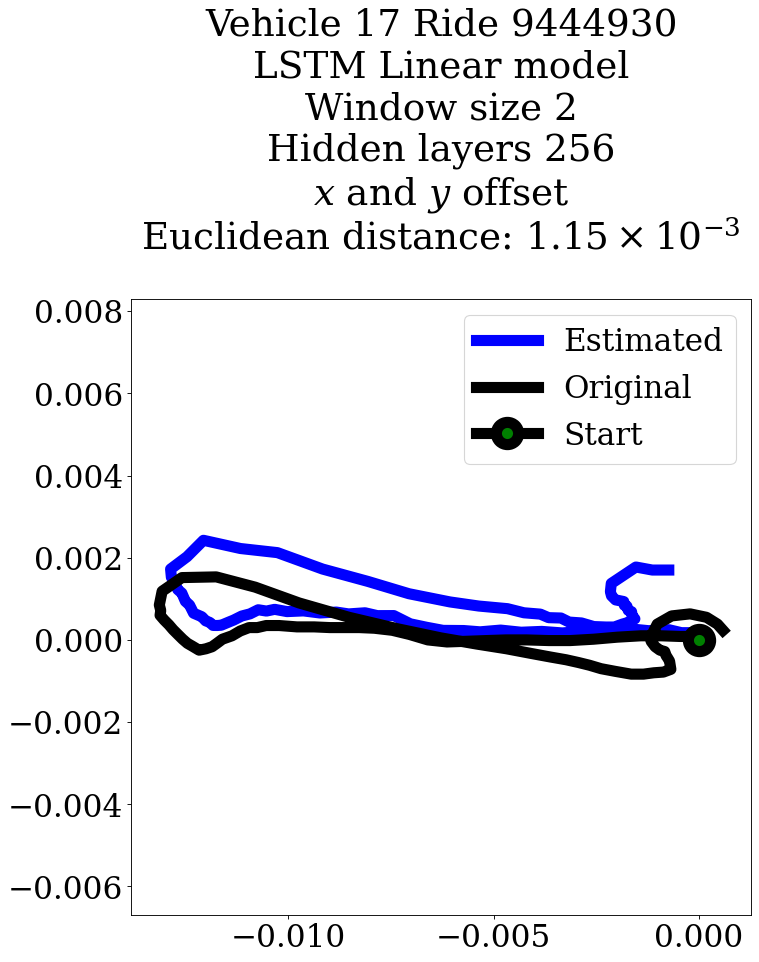 Vehicle 17 Ride 9444930
LSTM Linear model
Window size 2
Hidden layers 256
x and y offset
Euclidean distance: 1.15 × 10⁻³
Estimated
Original
Start
0.008
0.006
0.004
0.002
0.000
−0.002
−0.004
−0.006
−0.010
−0.005
0.000